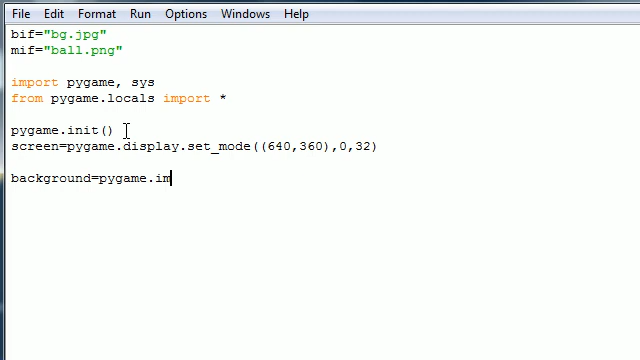 File Edit Format Run Options Windows Help
bif="bg.jpg"
mif="ball.png"
import pygame, sys
from pygame.locals import *
pygame.init()
screen=pygame.display.set_mode((640,360),0,32)
background=pygame.im